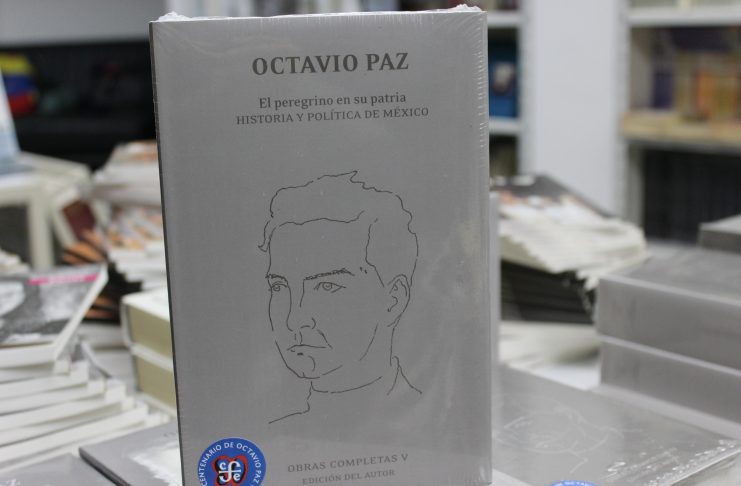 OCTAVIO PAZ
El peregrino en su patria
HISTORIA Y POLÍTICA DE MÉXICO
CENTENARIO DE OCTAVIO PAZ
OBRAS COMPLETAS V
EDICIÓN DEL AUTOR